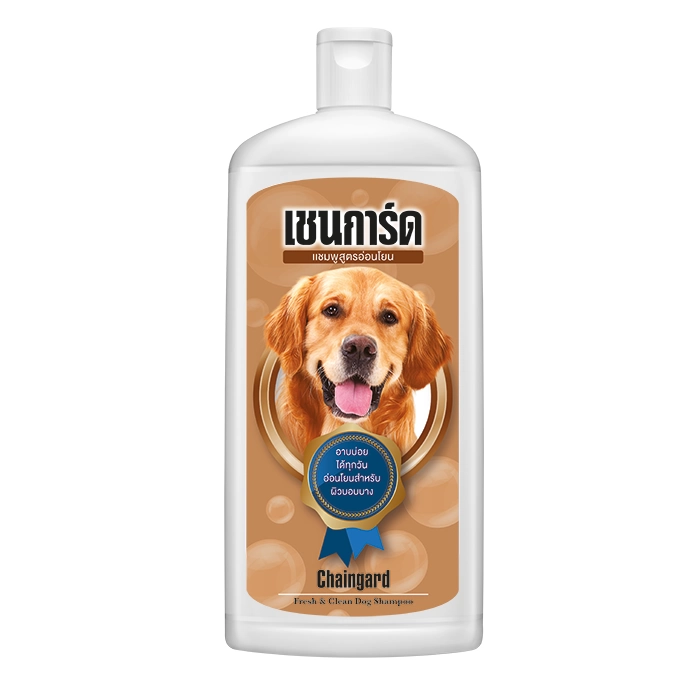 เชนการ์ด
แชมพูสูตรอ่อนโยน
อาบบ่อย
ได้ทุกวัน
อ่อนโยนสำหรับ
ผิวบอบบาง
Chaingard
Fresh & Clean Dog Shampoo